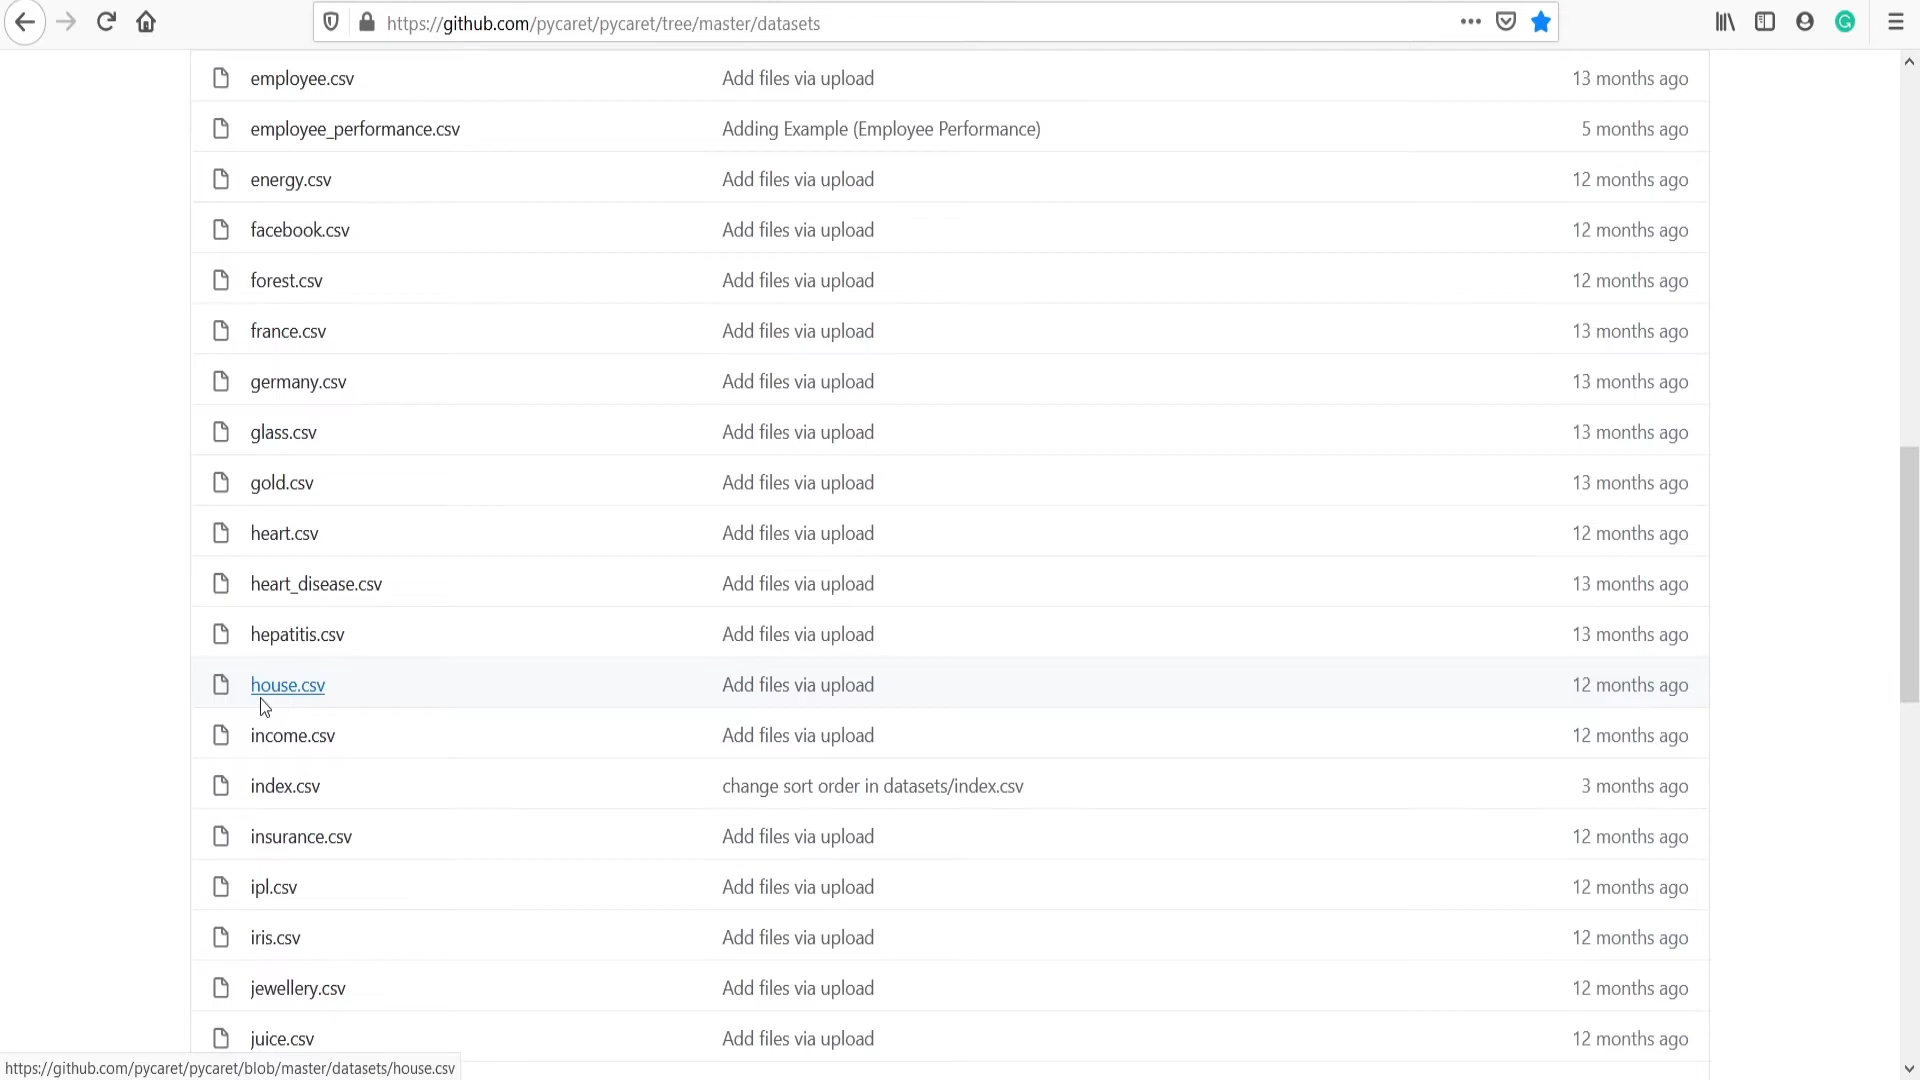 https://github.com/pycaret/pycaret/tree/master/datasets
employee.csv Add files via upload 13 months ago
employee_performance.csv Adding Example (Employee Performance) 5 months ago
energy.csv Add files via upload 12 months ago
facebook.csv Add files via upload 12 months ago
forest.csv Add files via upload 12 months ago
france.csv Add files via upload 13 months ago
germany.csv Add files via upload 13 months ago
glass.csv Add files via upload 13 months ago
gold.csv Add files via upload 13 months ago
heart.csv Add files via upload 12 months ago
heart_disease.csv Add files via upload 13 months ago
hepatitis.csv Add files via upload 13 months ago
house.csv Add files via upload 12 months ago
income.csv Add files via upload 12 months ago
index.csv change sort order in datasets/index.csv 3 months ago
insurance.csv Add files via upload 12 months ago
ipl.csv Add files via upload 12 months ago
iris.csv Add files via upload 12 months ago
jewellery.csv Add files via upload 12 months ago
juice.csv Add files via upload 12 months ago
https://github.com/pycaret/pycaret/blob/master/datasets/house.csv